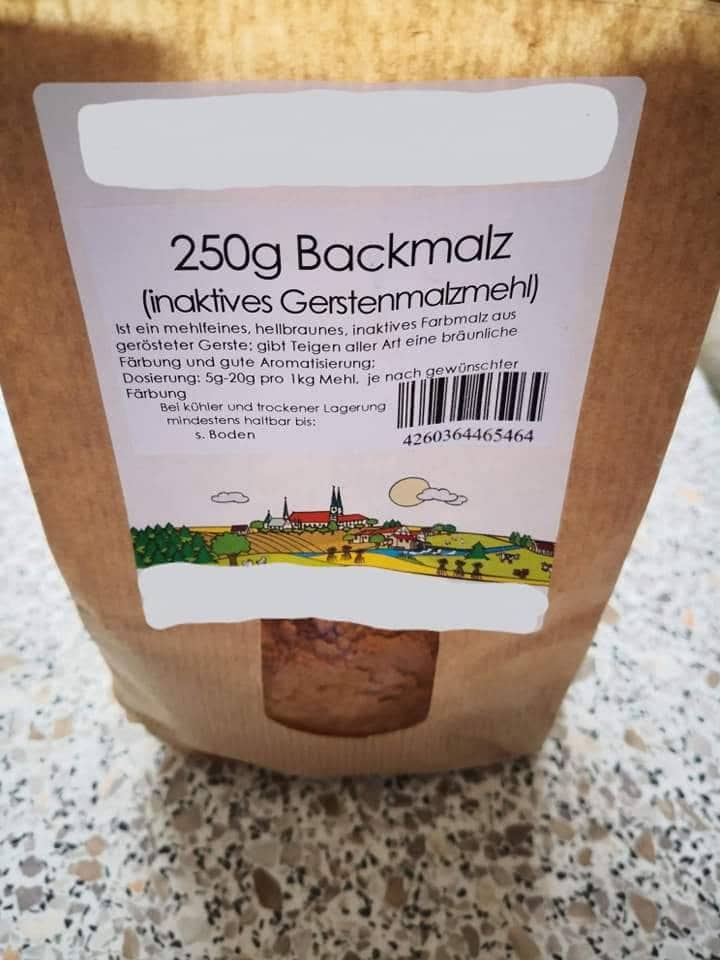 250g Backmalz
(inaktives Gerstenmalzmehl)
Ist ein mehlfeines, hellbraunes, inaktives Farbmalz aus
gerösteter Gerste; gibt Teigen aller Art eine bräunliche
Färbung und gute Aromatisierung;
Dosierung: 5g-20g pro 1kg Mehl, je nach gewünschter
Färbung
Bei kühler und trockener Lagerung
mindestens haltbar bis:
s. Boden
4260364465464